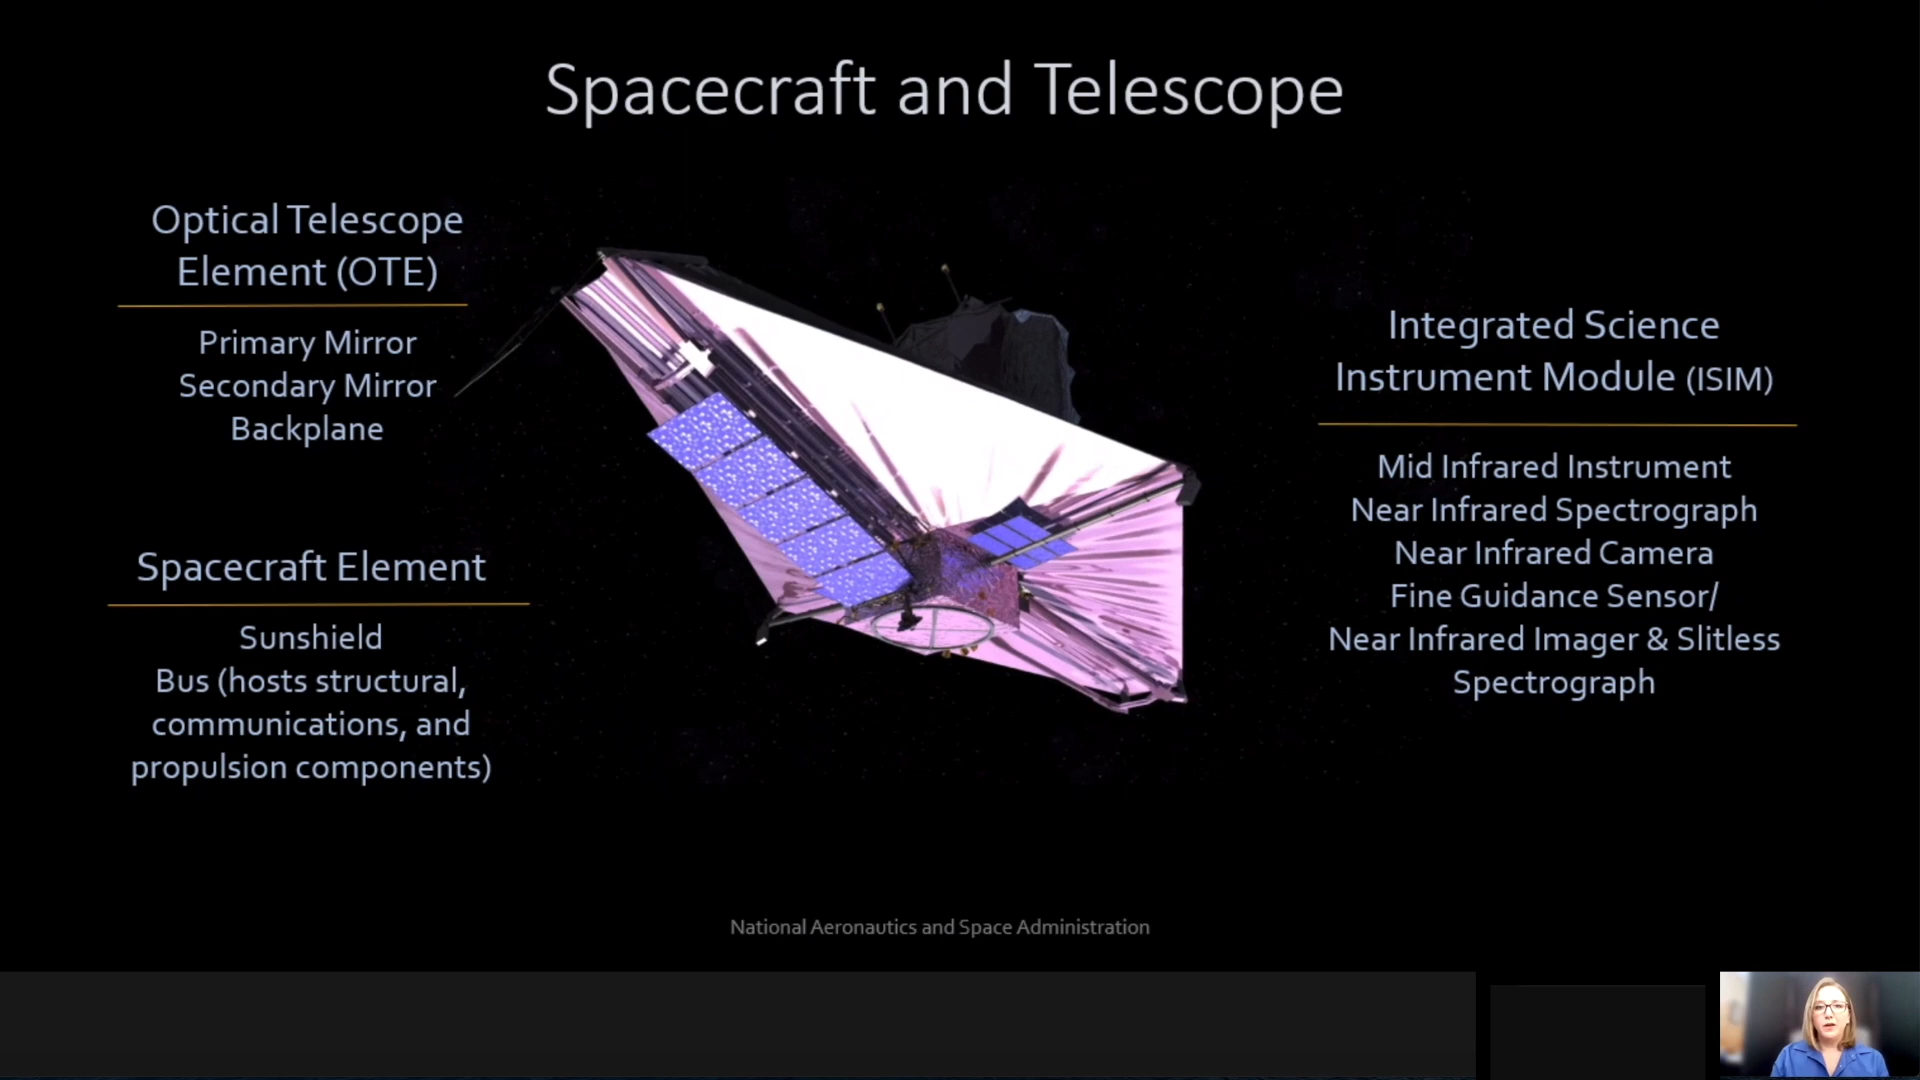 Spacecraft and Telescope
Optical Telescope
Element (OTE)
Primary Mirror
Secondary Mirror
Backplane
Spacecraft Element
Sunshield
Bus (hosts structural,
communications, and
propulsion components)
Integrated Science
Instrument Module (ISIM)
Mid Infrared Instrument
Near Infrared Spectrograph
Near Infrared Camera
Fine Guidance Sensor/
Near Infrared Imager & Slitless
Spectrograph
National Aeronautics and Space Administration